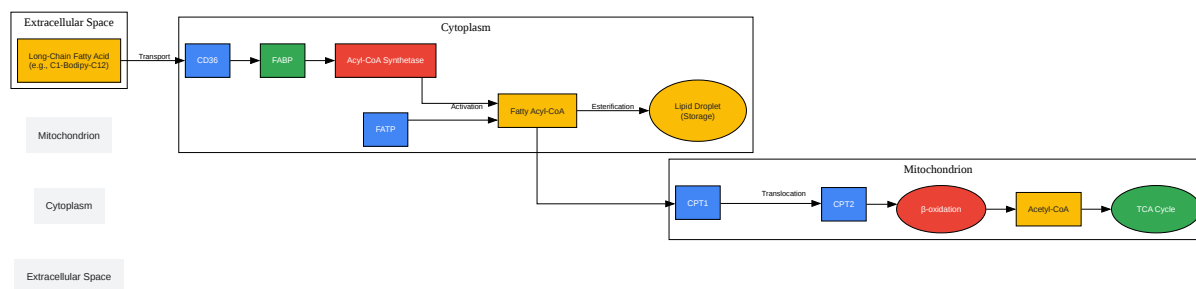 Extracellular Space
Long-Chain Fatty Acid
(e.g., C1-Bodipy-C12)
Transport
Cytoplasm
CD36
FABP
Acyl-CoA Synthetase
Activation
FATP
Fatty Acyl-CoA
Esterification
Lipid Droplet
(Storage)
Mitochondrion
CPT1
Translocation
CPT2
β-oxidation
Acetyl-CoA
TCA Cycle
Mitochondrion
Cytoplasm
Extracellular Space